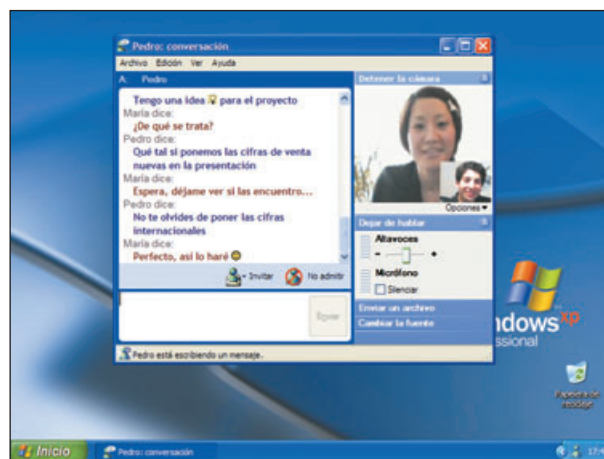 Pedro: conversación
Archivo Edición Ver Ayuda
A: Pedro
Tengo una idea para el proyecto
María dice:
¿De qué se trata?
Pedro dice:
Qué tal si ponemos las cifras de venta
nuevas en la presentación
María dice:
Espera, déjame ver si las encuentro...
Pedro dice:
No te olvides de poner las cifras
internacionales
María dice:
Perfecto, así lo haré
Invitar No admitir
Enviar
Pedro está escribiendo un mensaje.
Detener la cámara
Opciones
Dejar de hablar
Altavoces
- +
Micrófono
Silenciar
Enviar un archivo
Cambiar la fuente
ndows xp
ssional
Papelera de
reciclaje
Inicio
Pedro: conversación